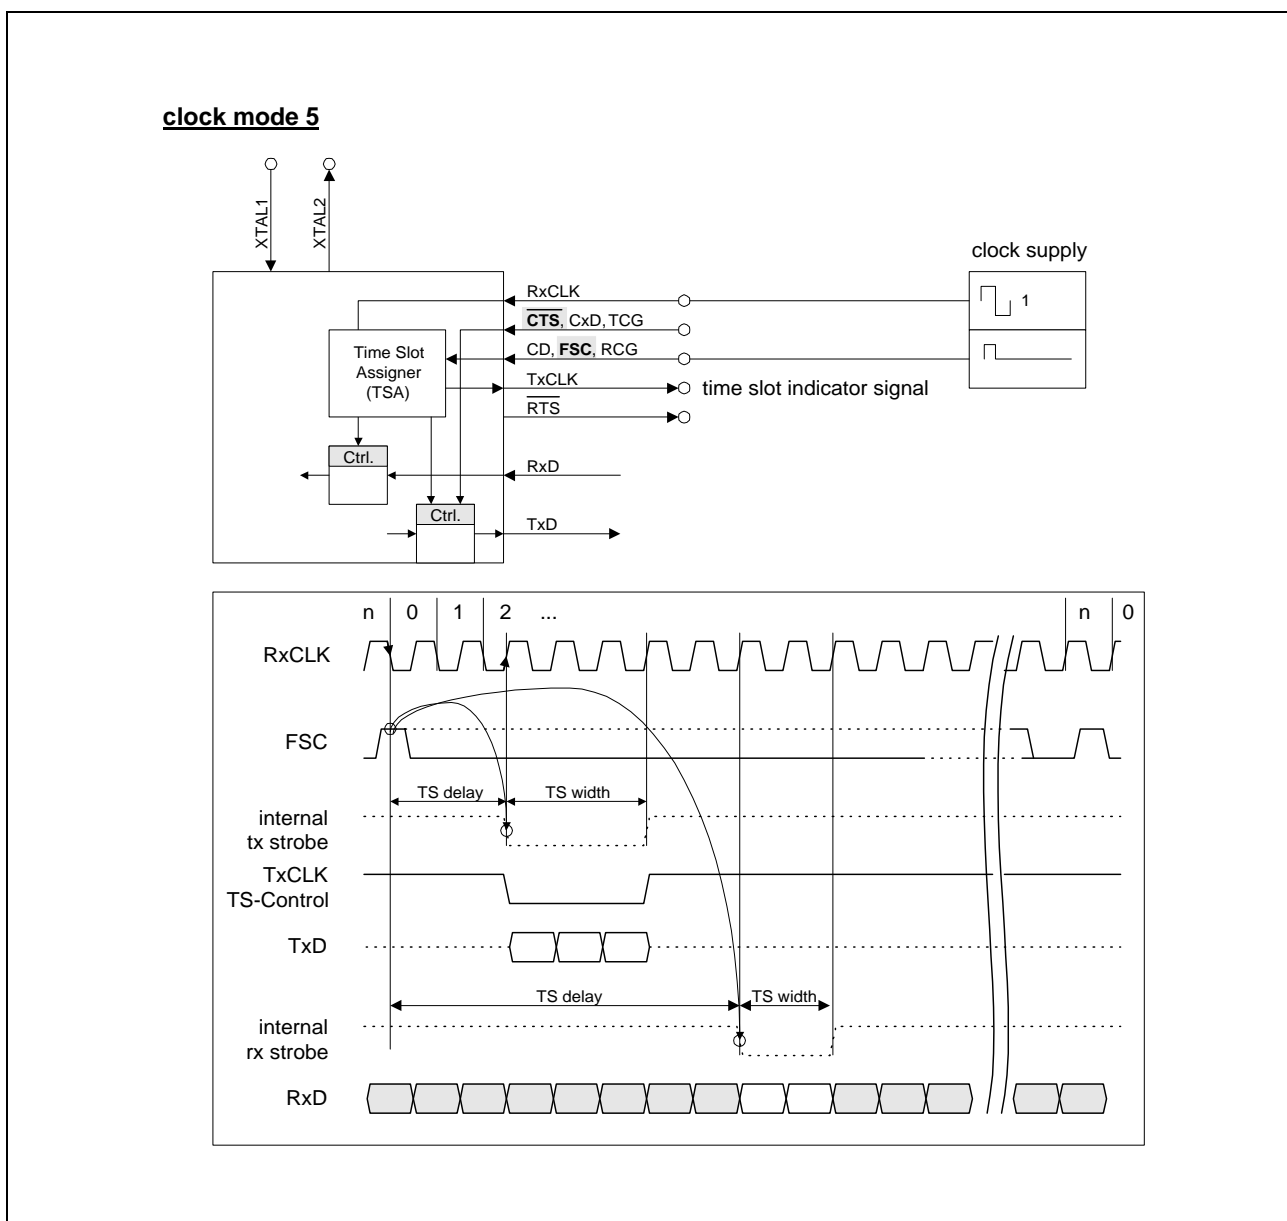 clock mode 5
XTAL1
XTAL2
clock supply
RxCLK
1
CTS, CxD, TCG
CD, FSC, RCG
Time Slot
Assigner
(TSA)
TxCLK
time slot indicator signal
RTS
Ctrl.
RxD
Ctrl.
TxD
n 0 1 2 ... n 0
RxCLK
FSC
TS delay TS width
internal
tx strobe
TxCLK
TS-Control
TxD
TS delay TS width
internal
rx strobe
RxD